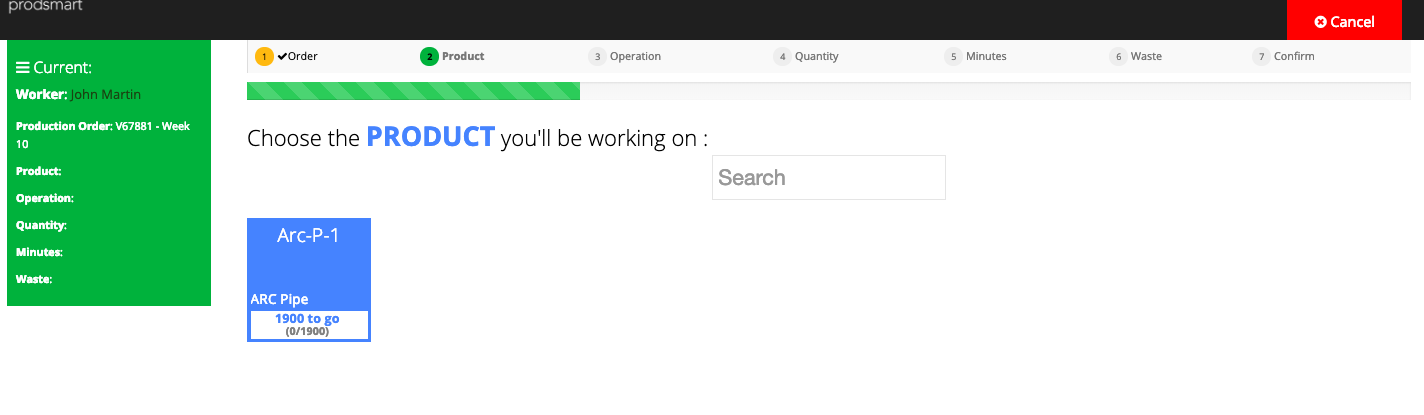 prodsmart
Cancel
Current:
Worker: John Martin
Production Order: V67881 - Week
10
Product:
Operation:
Quantity:
Minutes:
Waste:
1 Order
2 Product
3 Operation
4 Quantity
5 Minutes
6 Waste
7 Confirm
Choose the PRODUCT you'll be working on :
Search
Arc-P-1
ARC Pipe
1900 to go
(0/1900)